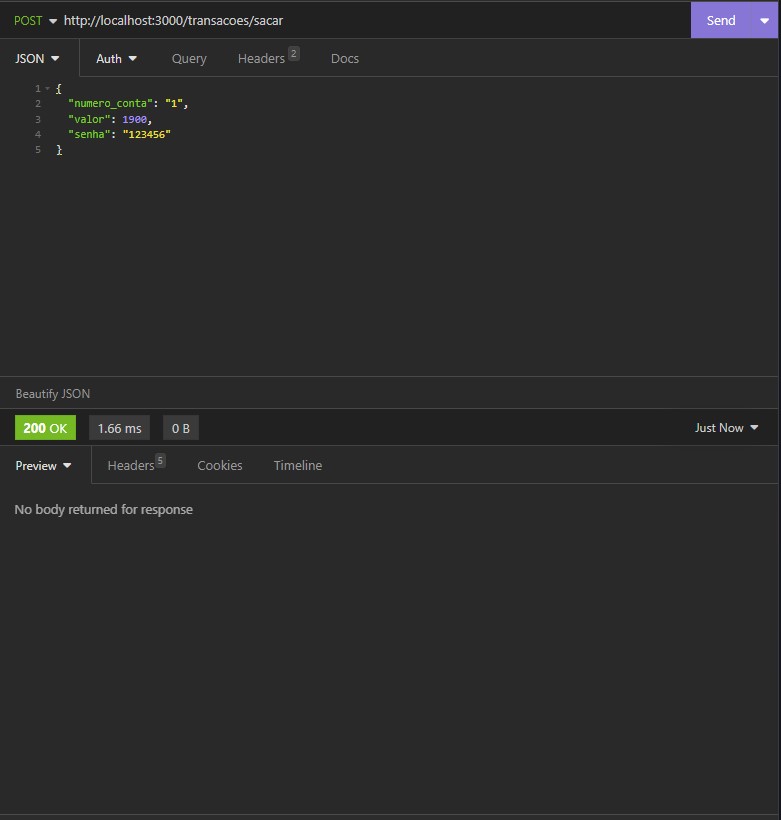 POST http://localhost:3000/transacoes/sacar Send
JSON Auth Query Headers 2 Docs
1 {
2 "numero_conta": "1",
3 "valor": 1900,
4 "senha": "123456"
5 }
Beautify JSON
200 OK 1.66 ms 0 B Just Now
Preview Headers 5 Cookies Timeline
No body returned for response